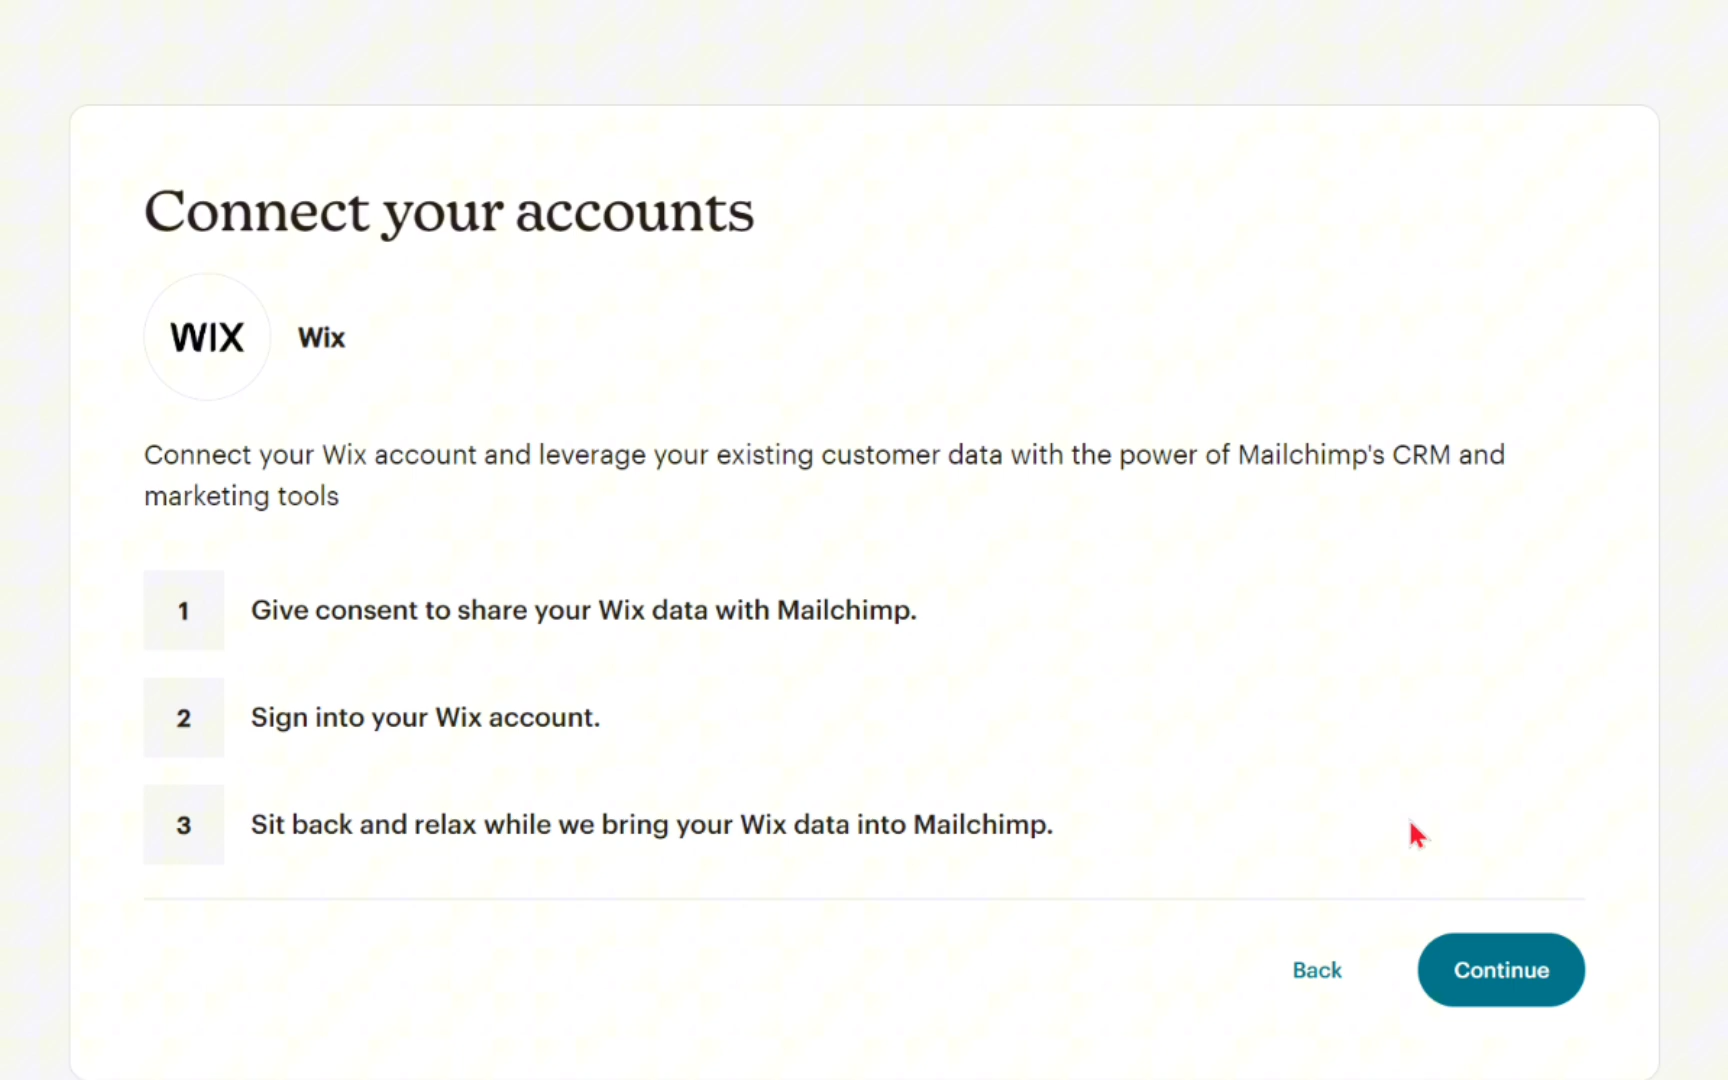 Connect your accounts
WIX Wix
Connect your Wix account and leverage your existing customer data with the power of Mailchimp's CRM and
marketing tools
1 Give consent to share your Wix data with Mailchimp.
2 Sign into your Wix account.
3 Sit back and relax while we bring your Wix data into Mailchimp.
Back Continue